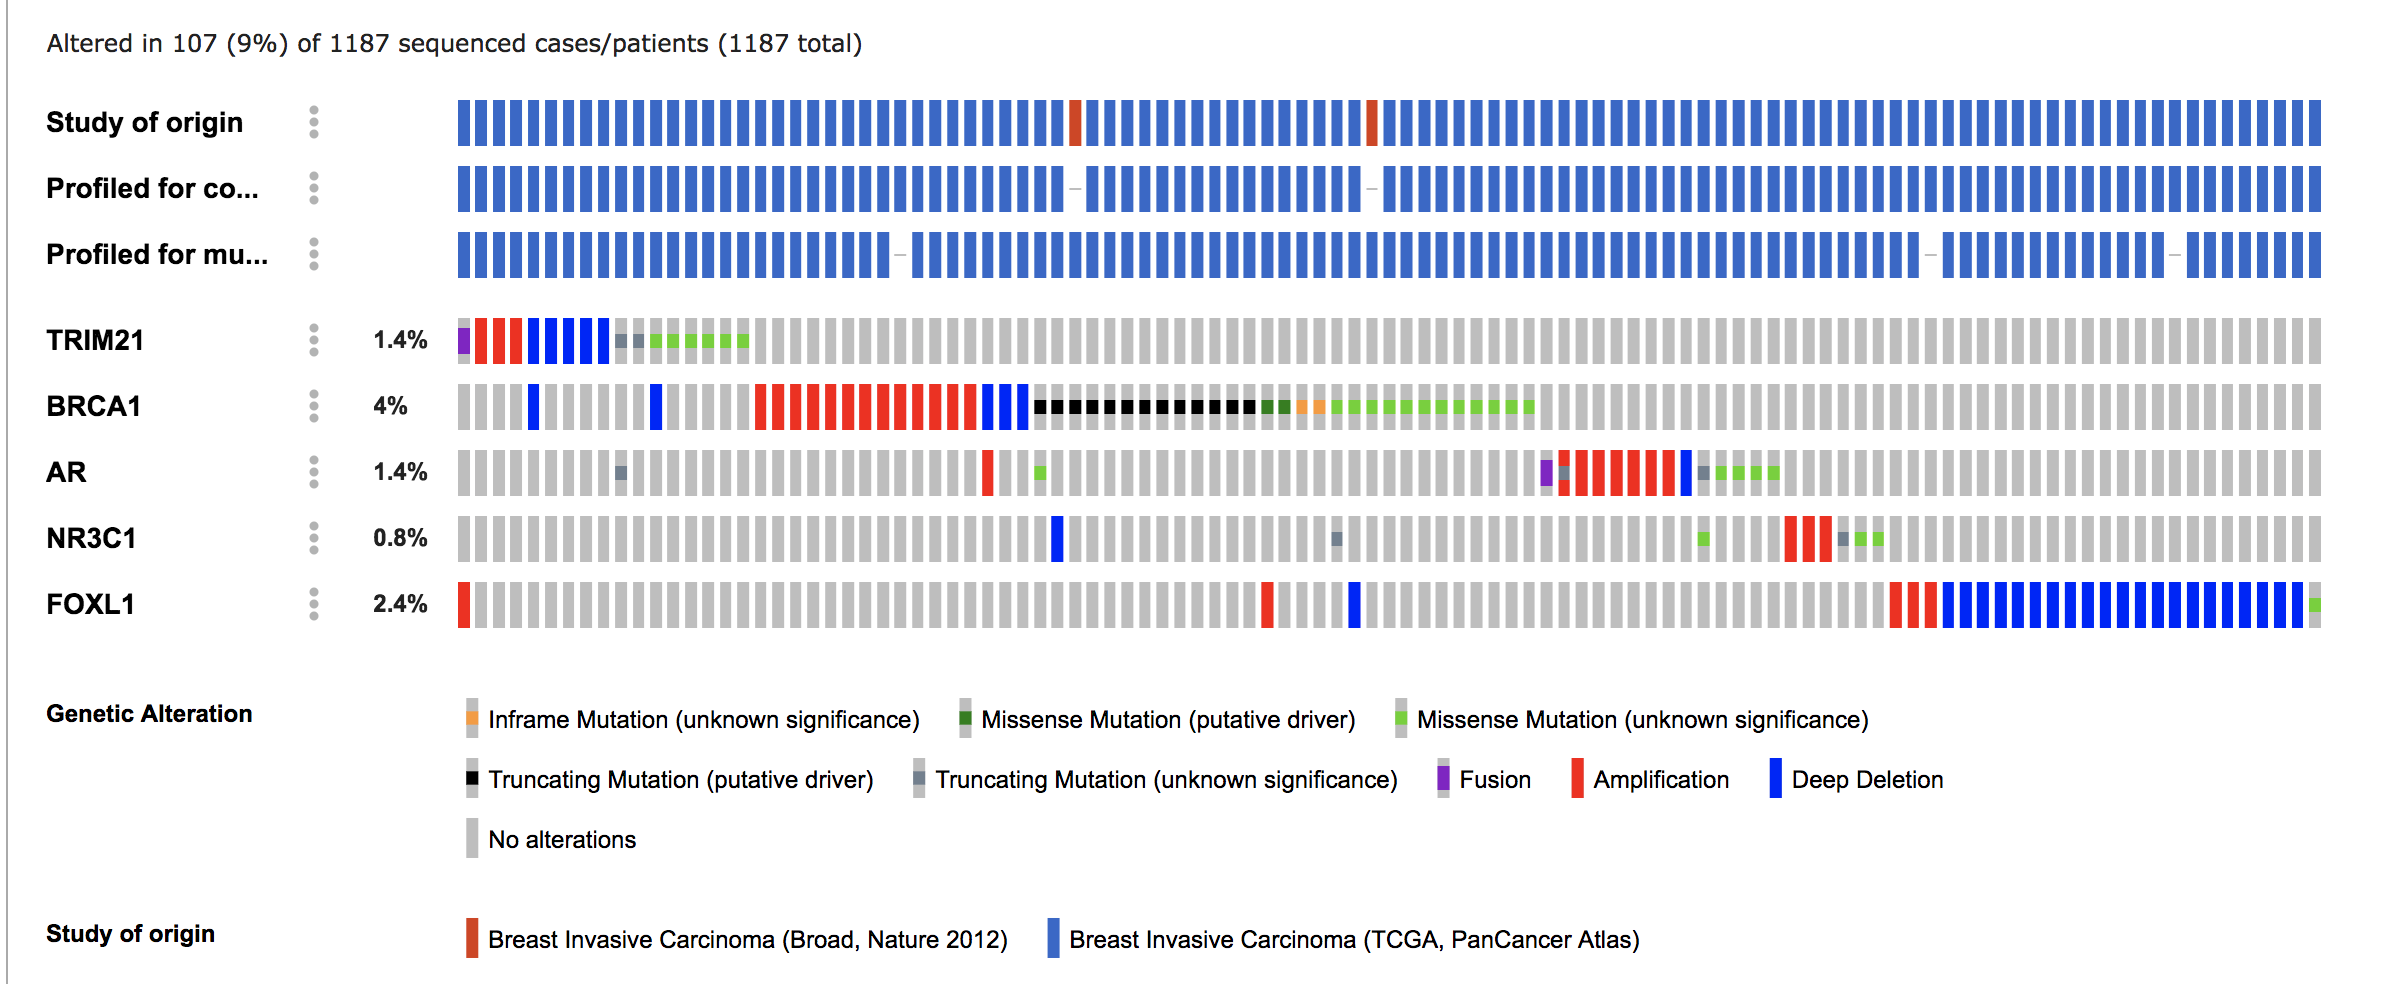 Altered in 107 (9%) of 1187 sequenced cases/patients (1187 total)
Study of origin
Profiled for co...
Profiled for mu...
TRIM21 1.4%
BRCA1 4%
AR 1.4%
NR3C1 0.8%
FOXL1 2.4%
Genetic Alteration Inframe Mutation (unknown significance) Missense Mutation (putative driver) Missense Mutation (unknown significance)
Truncating Mutation (putative driver) Truncating Mutation (unknown significance) Fusion Amplification Deep Deletion
No alterations
Study of origin Breast Invasive Carcinoma (Broad, Nature 2012) Breast Invasive Carcinoma (TCGA, PanCancer Atlas)